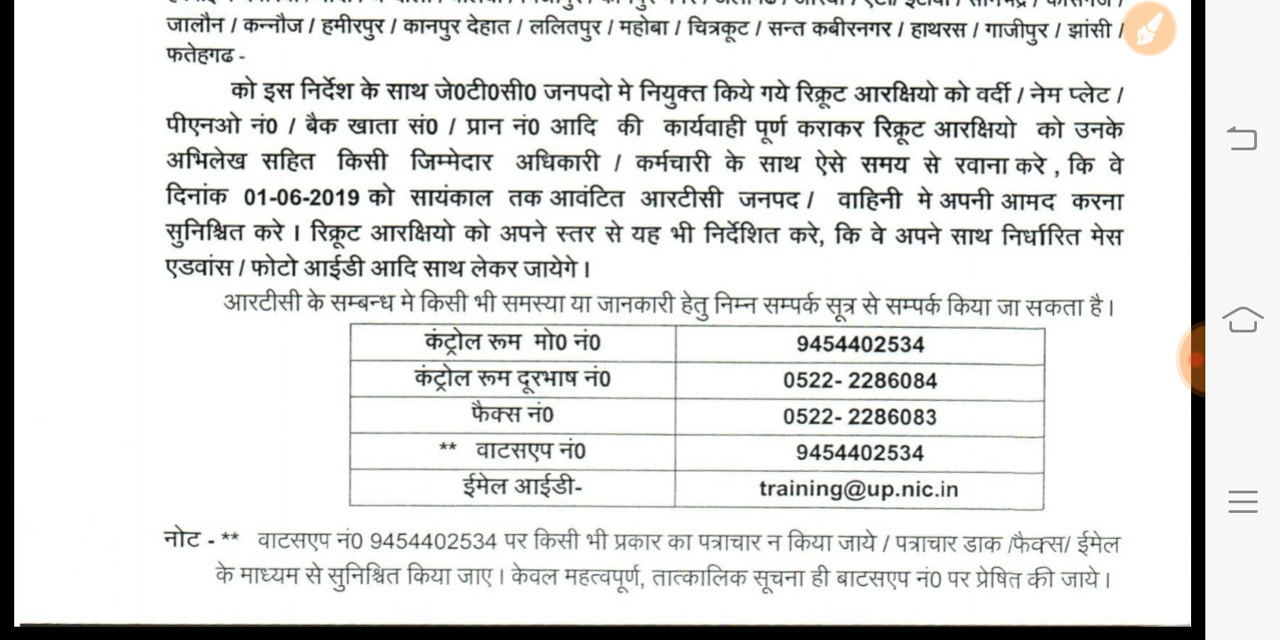 जालौन / कन्नौज / हमीरपुर / कानपुर देहात / ललितपुर / महोबा / चित्रकूट / सन्त कबीरनगर / हाथरस / गाजीपुर / झांसी /
फतेहगढ -
को इस निर्देश के साथ जे0टी0सी0 जनपदो मे नियुक्त किये गये रिक्रूट आरक्षियो को वर्दी / नेम प्लेट /
पीएनओ नं0 / बैक खाता सं0 / प्रान नं0 आदि की कार्यवाही पूर्ण कराकर रिक्रूट आरक्षियो को उनके
अभिलेख सहित किसी जिम्मेदार अधिकारी / कर्मचारी के साथ ऐसे समय से रवाना करे , कि वे
दिनांक 01-06-2019 को सायंकाल तक आवंटित आरटीसी जनपद / वाहिनी मे अपनी आमद करना
सुनिश्चित करे । रिक्रूट आरक्षियो को अपने स्तर से यह भी निर्देशित करे, कि वे अपने साथ निर्धारित मेस
एडवांस / फोटो आईडी आदि साथ लेकर जायेगे ।
आरटीसी के सम्बन्ध मे किसी भी समस्या या जानकारी हेतु निम्न सम्पर्क सूत्र से सम्पर्क किया जा सकता है ।
कंट्रोल रूम मो0 नं0 9454402534
कंट्रोल रूम दूरभाष नं0 0522- 2286084
फैक्स नं0 0522- 2286083
** वाटसएप नं0 9454402534
ईमेल आईडी- training@up.nic.in
नोट - ** वाटसएप नं0 9454402534 पर किसी भी प्रकार का पत्राचार न किया जाये / पत्राचार डाक /फैक्स/ ईमेल
के माध्यम से सुनिश्चित किया जाए । केवल महत्वपूर्ण, तात्कालिक सूचना ही बाटसएप नं0 पर प्रेषित की जाये ।